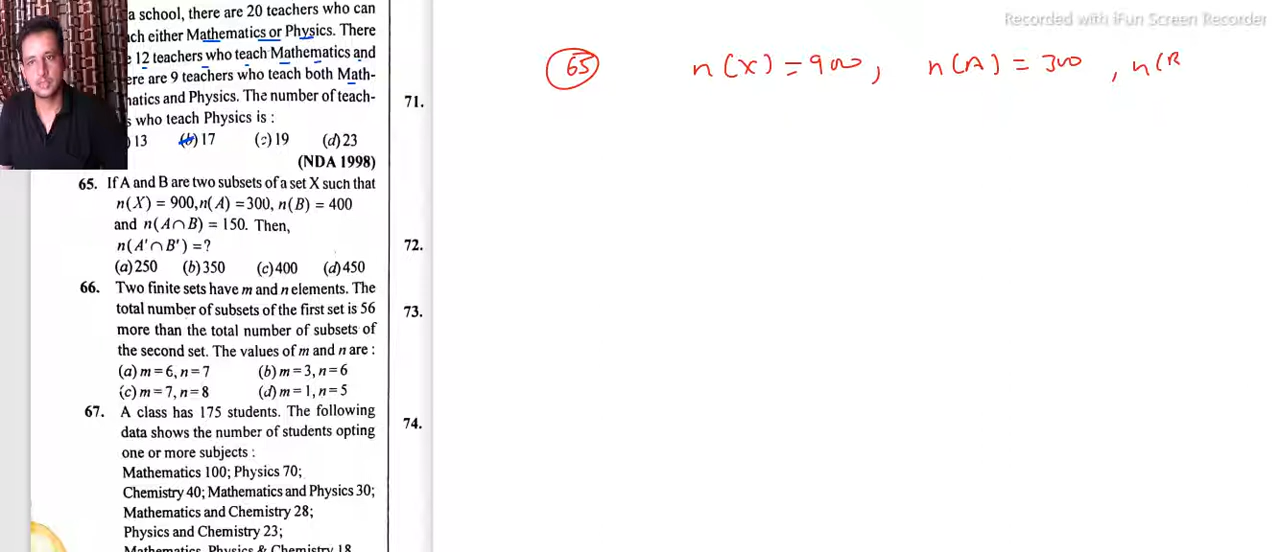 a school, there are 20 teachers who can
ch either Mathematics or Physics. There
12 teachers who teach Mathematics and
ere are 9 teachers who teach both Math-
natics and Physics. The number of teach-
s who teach Physics is :
13 (b) 17 (c) 19 (d) 23
(NDA 1998)
65. If A and B are two subsets of a set X such that
n(X) = 900, n(A) = 300, n(B) = 400
and n(A∩B) = 150. Then,
n(A'∩B') = ?
(a) 250 (b) 350 (c) 400 (d) 450
66. Two finite sets have m and n elements. The
total number of subsets of the first set is 56
more than the total number of subsets of
the second set. The values of m and n are :
(a) m = 6, n = 7 (b) m = 3, n = 6
(c) m = 7, n = 8 (d) m = 1, n = 5
67. A class has 175 students. The following
data shows the number of students opting
one or more subjects :
Mathematics 100; Physics 70;
Chemistry 40; Mathematics and Physics 30;
Mathematics and Chemistry 28;
Physics and Chemistry 23;
Mathematics, Physics & Chemistry 18
71.
72.
73.
74.
Recorded with iFun Screen Recorder
65 n(X) = 900, n(A) = 300, n(B